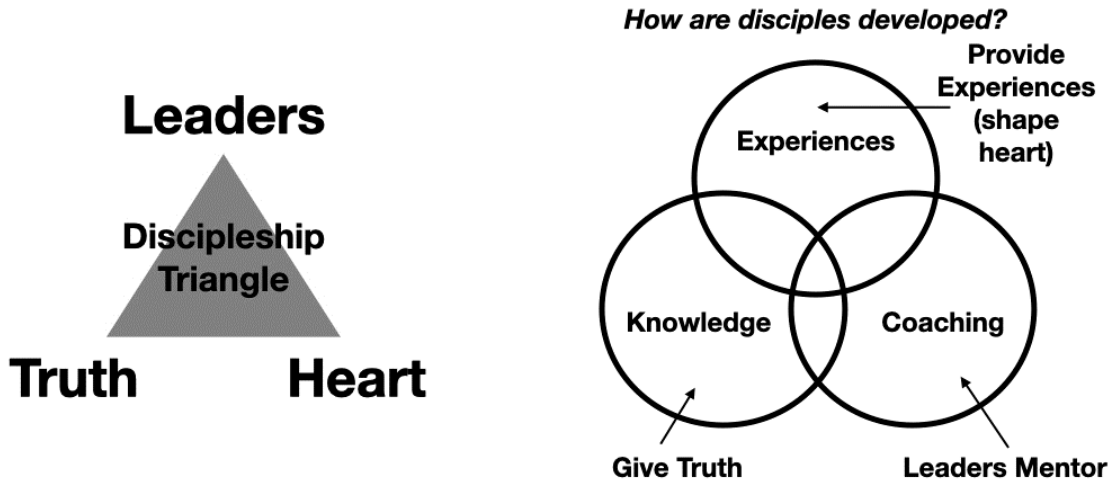 Leaders
Discipleship
Triangle
Truth
Heart
How are disciples developed?
Provide
Experiences
(shape
heart)
Experiences
Knowledge
Coaching
Give Truth
Leaders Mentor